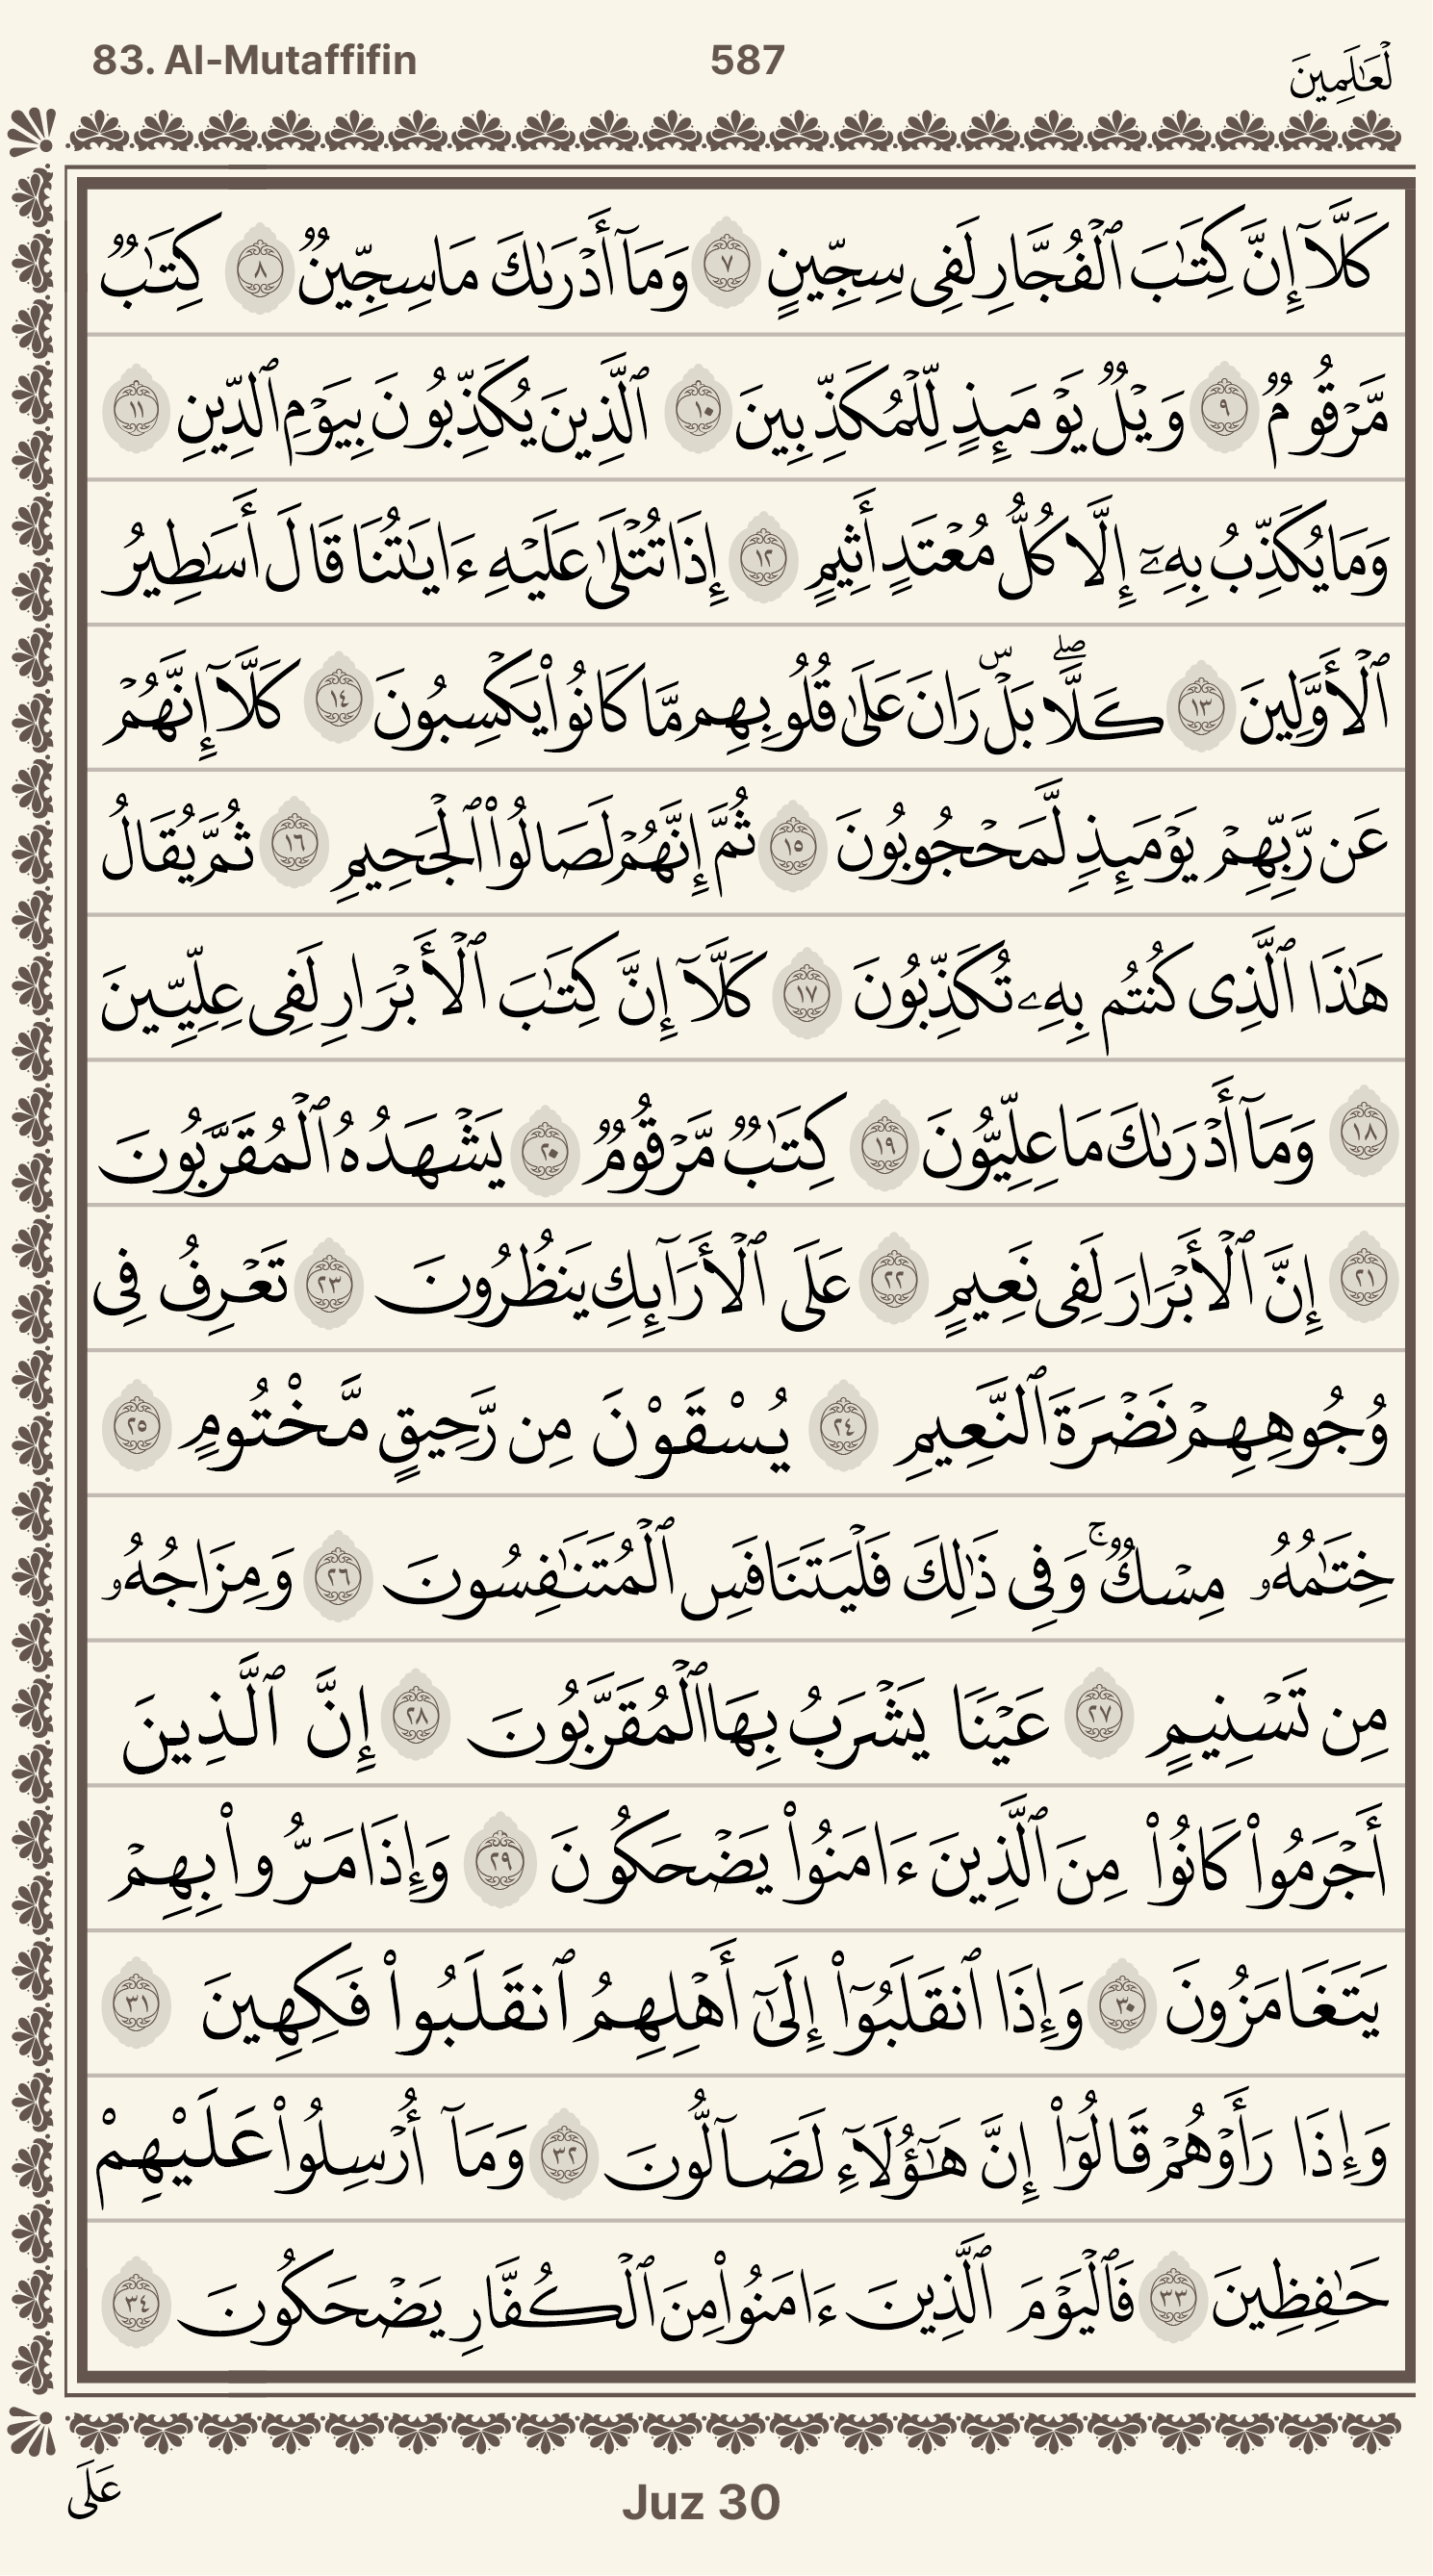 83. Al-Mutaffifin 587 لۡعَٰلَمِينَ
كَلَّآ إِنَّ كِتَٰبَ ٱلۡفُجَّارِ لَفِى سِجِّينٍ ٧ وَمَآ أَدۡرَىٰكَ مَا سِجِّينٌ ٨ كِتَٰبٌ
مَّرۡقُومٌ ٩ وَيۡلٌ يَوۡمَئِذٍ لِّلۡمُكَذِّبِينَ ١٠ ٱلَّذِينَ يُكَذِّبُونَ بِيَوۡمِ ٱلدِّينِ ١١
وَمَا يُكَذِّبُ بِهِۦٓ إِلَّا كُلُّ مُعۡتَدٍ أَثِيمٍ ١٢ إِذَا تُتۡلَىٰ عَلَيۡهِ ءَايَٰتُنَا قَالَ أَسَٰطِيرُ
ٱلۡأَوَّلِينَ ١٣ كَلَّاۖ بَلۡۜ رَانَ عَلَىٰ قُلُوبِهِم مَّا كَانُواْ يَكۡسِبُونَ ١٤ كَلَّآ إِنَّهُمۡ
عَن رَّبِّهِمۡ يَوۡمَئِذٍ لَّمَحۡجُوبُونَ ١٥ ثُمَّ إِنَّهُمۡ لَصَالُواْ ٱلۡجَحِيمِ ١٦ ثُمَّ يُقَالُ
هَٰذَا ٱلَّذِى كُنتُم بِهِۦ تُكَذِّبُونَ ١٧ كَلَّآ إِنَّ كِتَٰبَ ٱلۡأَبۡرَارِ لَفِى عِلِّيِّينَ
١٨ وَمَآ أَدۡرَىٰكَ مَا عِلِّيُّونَ ١٩ كِتَٰبٌ مَّرۡقُومٌ ٢٠ يَشۡهَدُهُ ٱلۡمُقَرَّبُونَ
٢١ إِنَّ ٱلۡأَبۡرَارَ لَفِى نَعِيمٍ ٢٢ عَلَى ٱلۡأَرَآئِكِ يَنظُرُونَ ٢٣ تَعۡرِفُ فِى
وُجُوهِهِمۡ نَضۡرَةَ ٱلنَّعِيمِ ٢٤ يُسۡقَوۡنَ مِن رَّحِيقٍ مَّخۡتُومٍ ٢٥
خِتَٰمُهُۥ مِسۡكٌۚ وَفِى ذَٰلِكَ فَلۡيَتَنَافَسِ ٱلۡمُتَنَٰفِسُونَ ٢٦ وَمِزَاجُهُۥ
مِن تَسۡنِيمٍ ٢٧ عَيۡنًا يَشۡرَبُ بِهَا ٱلۡمُقَرَّبُونَ ٢٨ إِنَّ ٱلَّذِينَ
أَجۡرَمُواْ كَانُواْ مِنَ ٱلَّذِينَ ءَامَنُواْ يَضۡحَكُونَ ٢٩ وَإِذَا مَرُّواْ بِهِمۡ
يَتَغَامَزُونَ ٣٠ وَإِذَا ٱنقَلَبُوٓاْ إِلَىٰٓ أَهۡلِهِمُ ٱنقَلَبُواْ فَكِهِينَ ٣١
وَإِذَا رَأَوۡهُمۡ قَالُوٓاْ إِنَّ هَٰٓؤُلَآءِ لَضَآلُّونَ ٣٢ وَمَآ أُرۡسِلُواْ عَلَيۡهِمۡ
حَٰفِظِينَ ٣٣ فَٱلۡيَوۡمَ ٱلَّذِينَ ءَامَنُواْ مِنَ ٱلۡكُفَّارِ يَضۡحَكُونَ ٣٤
عَلَى Juz 30